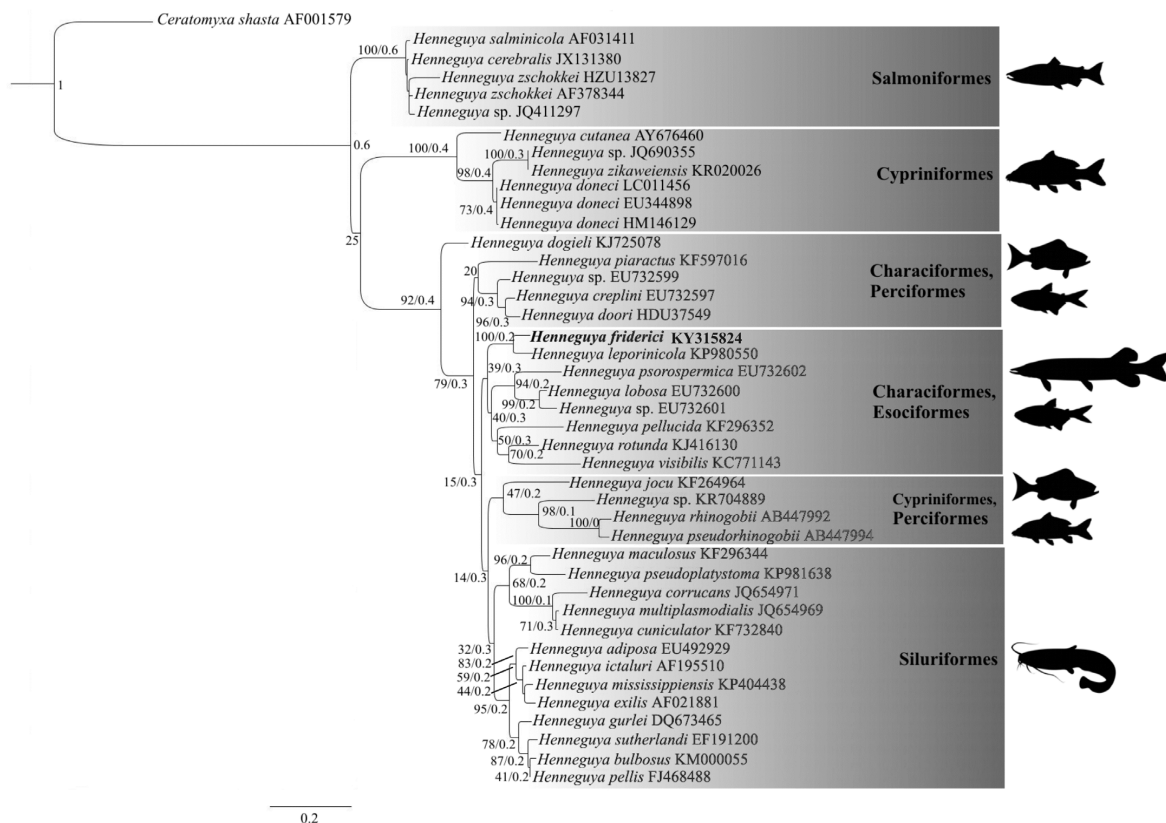 Ceratomyxa shasta AF001579
Henneguya salminicola AF031411
100/0.6
Henneguya cerebralis JX131380
Salmoniformes
Henneguya zschokkei HZU13827
1
Henneguya zschokkei AF378344
Henneguya sp. JQ411297
Henneguya cutanea AY676460
0.6
100/0.4
100/0.3
Henneguya sp. JQ690355
98/0.4
Henneguya zikaweiensis KR020026
Cypriniformes
Henneguya doneci LC011456
Henneguya doneci EU344898
73/0.4
Henneguya doneci HM146129
25
Henneguya dogieli KJ725078
Henneguya piaractus KF597016
20
Henneguya sp. EU732599
Characiformes,
Perciformes
92/0.4
94/0.3
Henneguya creplini EU732597
Henneguya doori HDU37549
96/0.3
100/0.2
Henneguya friderici KY315824
Henneguya leporinicola KP980550
39/0.3
Henneguya psorospermica EU732602
79/0.3
94/0.2
Henneguya lobosa EU732600
Characiformes,
Esociformes
99/0.2
Henneguya sp. EU732601
40/0.3
Henneguya pellucida KF296352
50/0.3
Henneguya rotunda KJ416130
70/0.2
Henneguya visibilis KC771143
15/0.3
Henneguya jocu KF264964
47/0.2
Henneguya sp. KR704889
Cypriniformes,
Perciformes
98/0.1
100/0
Henneguya rhinogobii AB447992
Henneguya pseudorhinogobii AB447994
Henneguya maculosus KF296344
96/0.2
14/0.3
68/0.2
Henneguya pseudoplatystoma KP981638
Henneguya corrucans JQ654971
100/0.1
Henneguya multiplasmodialis JQ654969
71/0.3
Henneguya cuniculator KF732840
32/0.3
Henneguya adiposa EU492929
83/0.2
Siluriformes
Henneguya ictaluri AF195510
59/0.2
44/0.2
Henneguya mississippiensis KP404438
Henneguya exilis AF021881
95/0.2
Henneguya gurlei DQ673465
78/0.2
Henneguya sutherlandi EF191200
87/0.2
Henneguya bulbosus KM000055
41/0.2
Henneguya pellis FJ468488
0.2